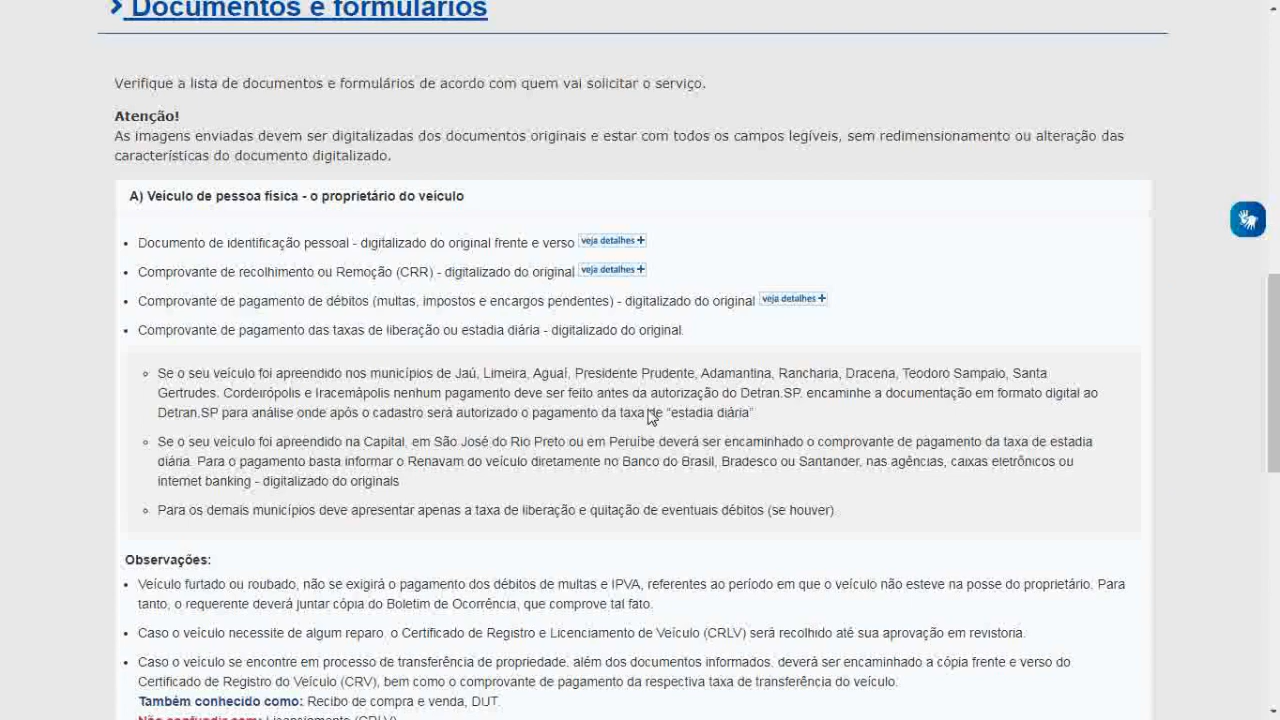 Documentos e formulários
Verifique a lista de documentos e formulários de acordo com quem vai solicitar o serviço.
Atenção!
As imagens enviadas devem ser digitalizadas dos documentos originais e estar com todos os campos legíveis, sem redimensionamento ou alteração das
características do documento digitalizado.
A) Veículo de pessoa física - o proprietário do veículo
Documento de identificação pessoal - digitalizado do original frente e verso veja detalhes +
Comprovante de recolhimento ou Remoção (CRR) - digitalizado do original veja detalhes +
Comprovante de pagamento de débitos (multas, impostos e encargos pendentes) - digitalizado do original veja detalhes +
Comprovante de pagamento das taxas de liberação ou estadia diária - digitalizado do original.
Se o seu veículo foi apreendido nos municípios de Jaú, Limeira, Aguaí, Presidente Prudente, Adamantina, Rancharia, Dracena, Teodoro Sampaio, Santa
Gertrudes, Cordeirópolis e Iracemápolis nenhum pagamento deve ser feito antes da autorização do Detran.SP, encaminhe a documentação em formato digital ao
Detran.SP para análise onde após o cadastro será autorizado o pagamento da taxa de "estadia diária"
Se o seu veículo foi apreendido na Capital, em São José do Rio Preto ou em Peruíbe deverá ser encaminhado o comprovante de pagamento da taxa de estadia
diária. Para o pagamento basta informar o Renavam do veículo diretamente no Banco do Brasil, Bradesco ou Santander, nas agências, caixas eletrônicos ou
internet banking - digitalizado do originais
Para os demais municípios deve apresentar apenas a taxa de liberação e quitação de eventuais débitos (se houver).
Observações:
Veículo furtado ou roubado, não se exigirá o pagamento dos débitos de multas e IPVA, referentes ao período em que o veículo não esteve na posse do proprietário. Para
tanto, o requerente deverá juntar cópia do Boletim de Ocorrência, que comprove tal fato.
Caso o veículo necessite de algum reparo, o Certificado de Registro e Licenciamento de Veículo (CRLV) será recolhido até sua aprovação em revistoria.
Caso o veículo se encontre em processo de transferência de propriedade, além dos documentos informados, deverá ser encaminhado a cópia frente e verso do
Certificado de Registro do Veículo (CRV), bem como o comprovante de pagamento da respectiva taxa de transferência do veículo.
Também conhecido como: Recibo de compra e venda, DUT.
Não confundir com: Licenciamento (CRLV)